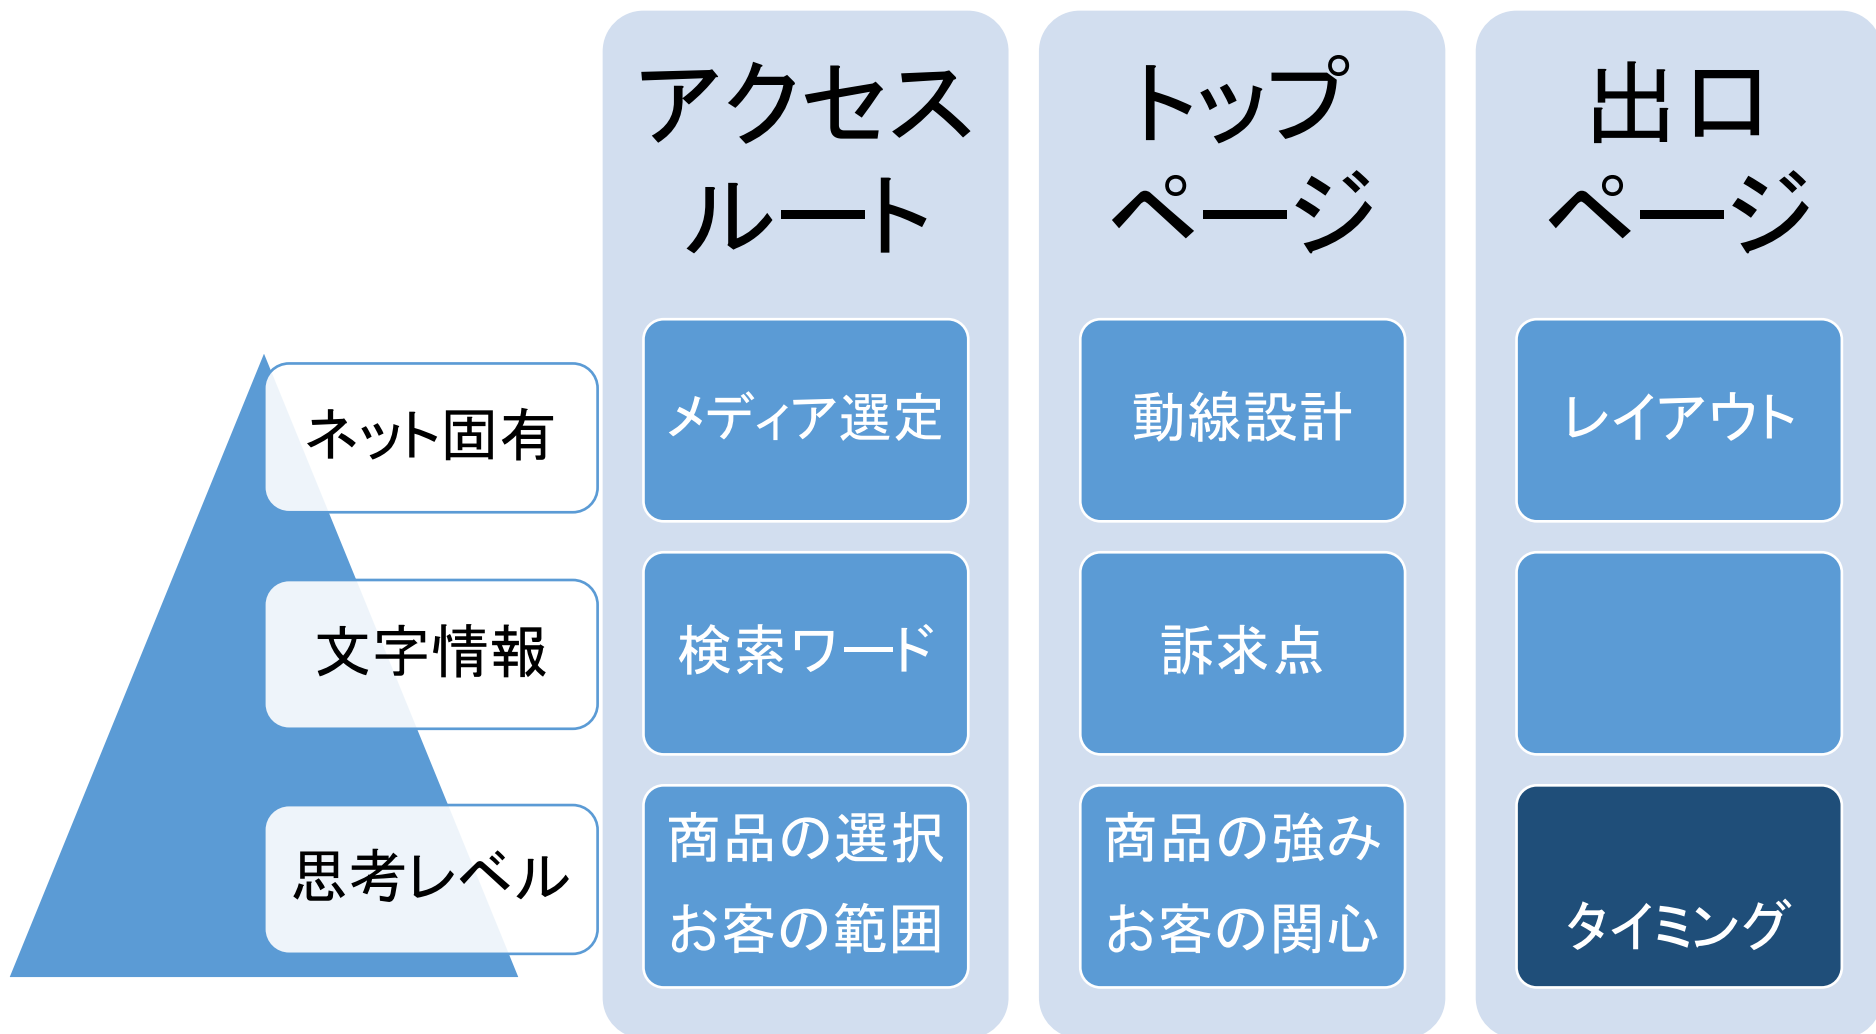 アクセス
ルート
トップ
ページ
出口
ページ
ネット固有
メディア選定
動線設計
レイアウト
文字情報
検索ワード
訴求点
思考レベル
商品の選択
お客の範囲
商品の強み
お客の関心
タイミング